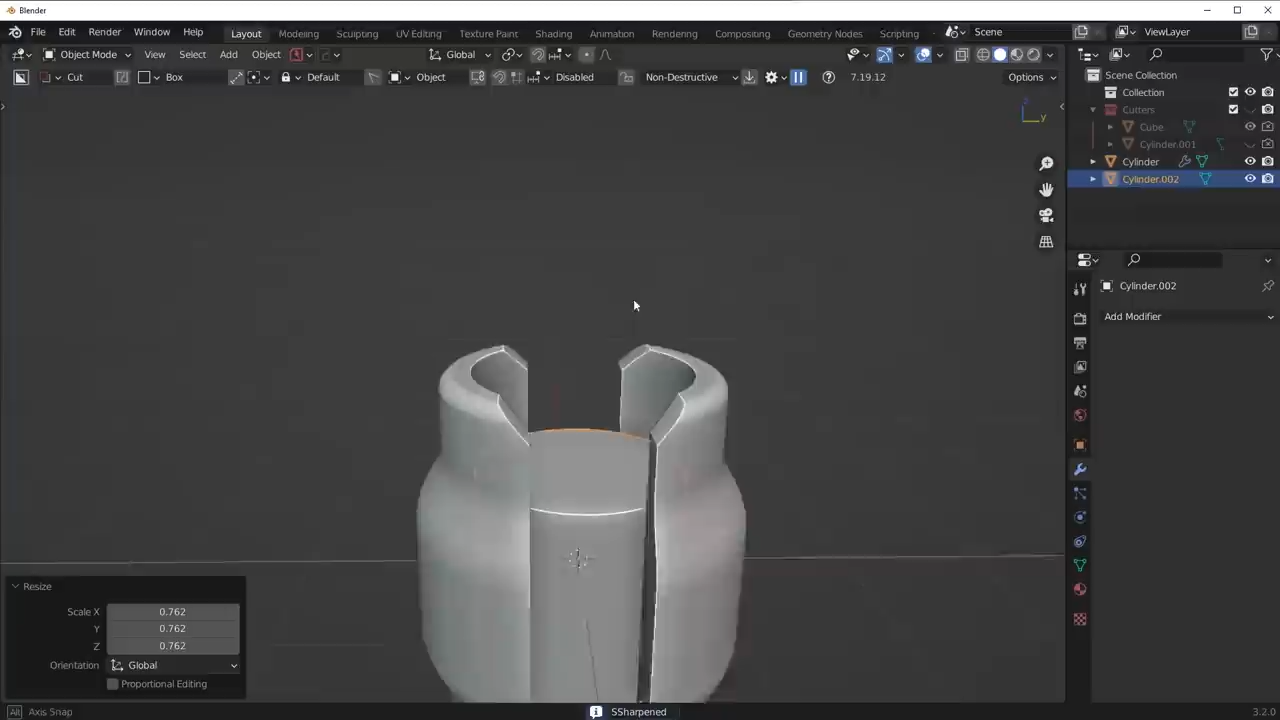 Blender
File Edit Render Window Help Layout Modeling Sculpting UV Editing Texture Paint Shading Animation Rendering Compositing Geometry Nodes Scripting Scene ViewLayer
Object Mode View Select Add Object Global
Cut Box Default Object Disabled Non-Destructive 7.19.12 Options
Scene Collection
Collection
Cutters
Cube
Cylinder.001
Cylinder
Cylinder.002
Z
Y
Cylinder.002
Add Modifier
Resize
Scale X 0.762
Y 0.762
Z 0.762
Orientation Global
Proportional Editing
Alt Axis Snap SSharpened 3.2.0